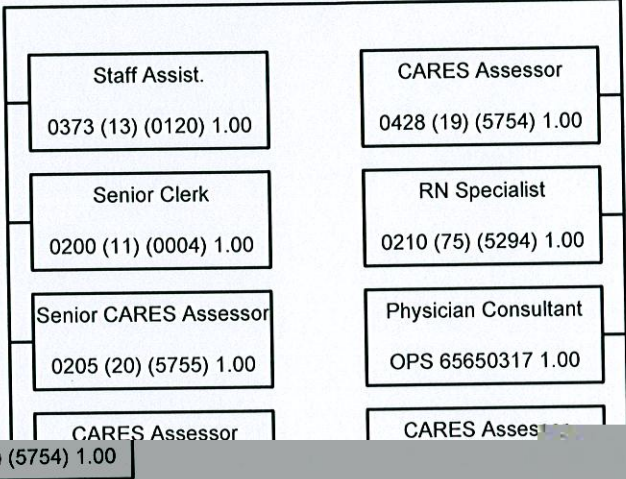 Staff Assist.
0373 (13) (0120) 1.00
Senior Clerk
0200 (11) (0004) 1.00
Senior CARES Assessor
0205 (20) (5755) 1.00
CARES Assessor
(5754) 1.00
CARES Assessor
0428 (19) (5754) 1.00
RN Specialist
0210 (75) (5294) 1.00
Physician Consultant
OPS 65650317 1.00
CARES